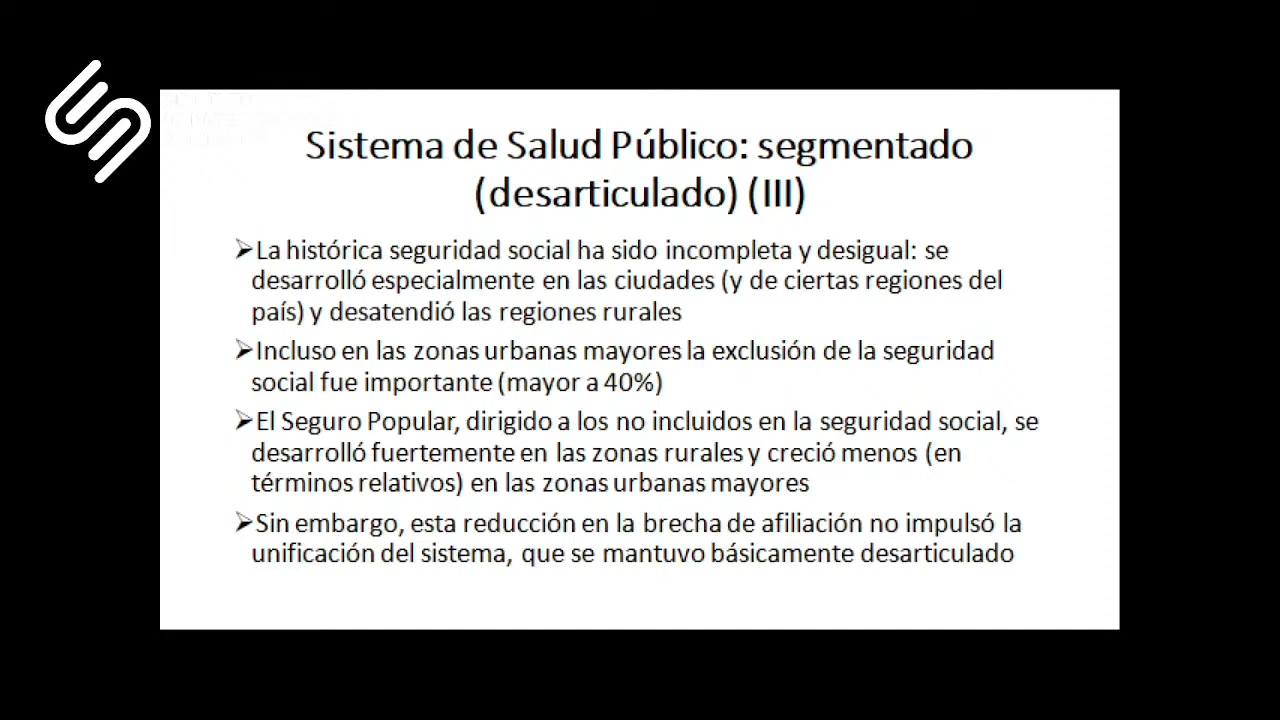 Sistema de Salud Público: segmentado
(desarticulado) (III)
➢La histórica seguridad social ha sido incompleta y desigual: se
desarrolló especialmente en las ciudades (y de ciertas regiones del
país) y desatendió las regiones rurales
➢Incluso en las zonas urbanas mayores la exclusión de la seguridad
social fue importante (mayor a 40%)
➢El Seguro Popular, dirigido a los no incluidos en la seguridad social, se
desarrolló fuertemente en las zonas rurales y creció menos (en
términos relativos) en las zonas urbanas mayores
➢Sin embargo, esta reducción en la brecha de afiliación no impulsó la
unificación del sistema, que se mantuvo básicamente desarticulado